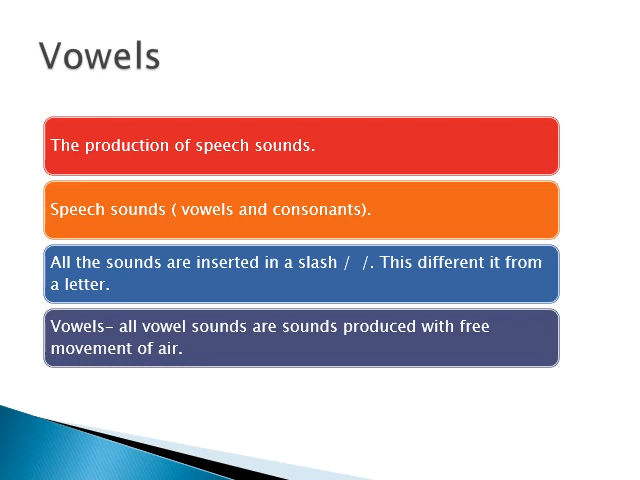 Vowels
The production of speech sounds.
Speech sounds ( vowels and consonants).
All the sounds are inserted in a slash /  /. This different it from
a letter.
Vowels- all vowel sounds are sounds produced with free
movement of air.